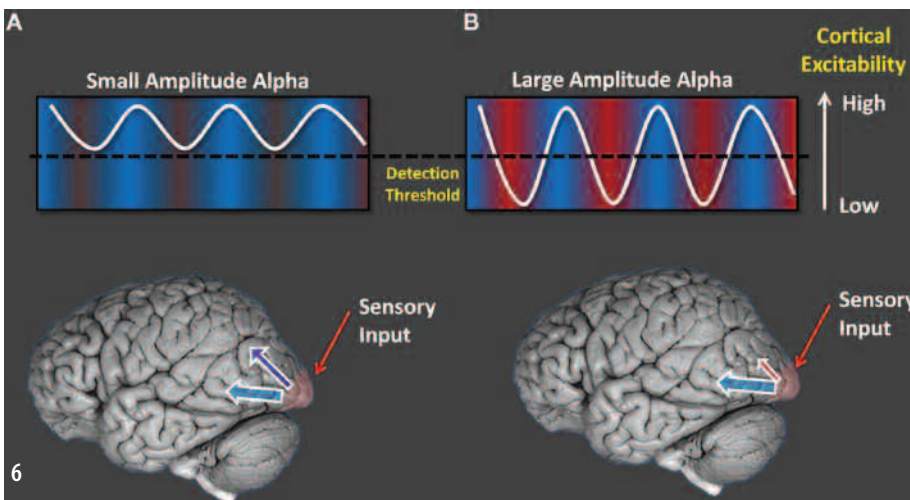 A
B
Cortical
Excitability
Small Amplitude Alpha
Large Amplitude Alpha
High
Detection
Threshold
Low
Sensory
Input
Sensory
Input
6